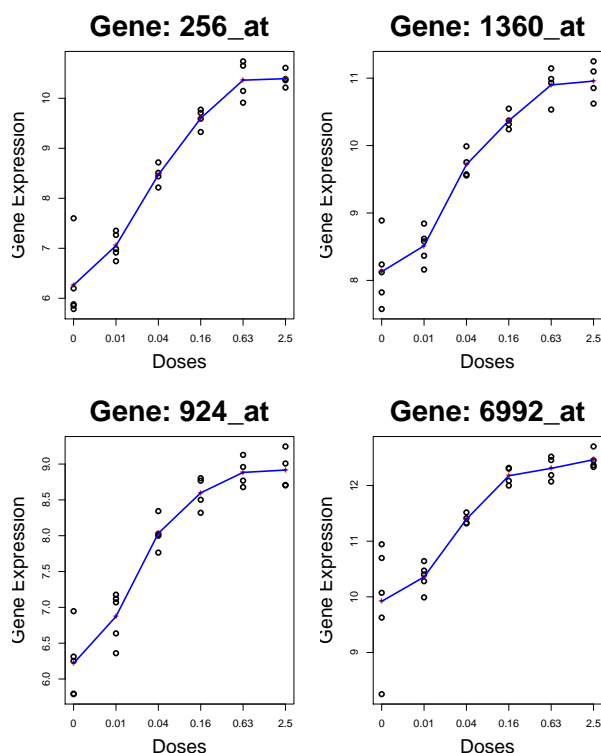 Gene: 256_at
Gene Expression
10
9
8
7
6
0 0.01 0.04 0.16 0.63 2.5
Doses
Gene: 1360_at
Gene Expression
11
10
9
8
0 0.01 0.04 0.16 0.63 2.5
Doses
Gene: 924_at
Gene Expression
9.0
8.5
8.0
7.5
7.0
6.5
6.0
0 0.01 0.04 0.16 0.63 2.5
Doses
Gene: 6992_at
Gene Expression
12
11
10
9
0 0.01 0.04 0.16 0.63 2.5
Doses